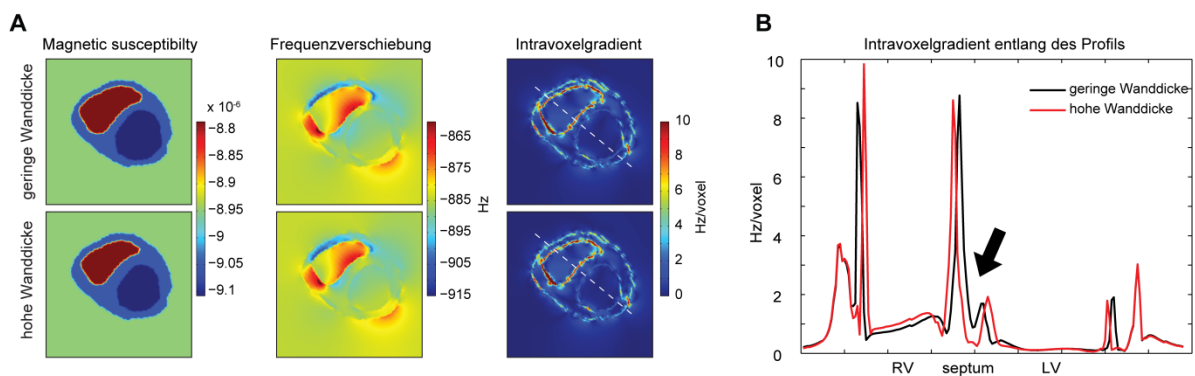 A
Magnetic susceptibilty
Frequenzverschiebung
Intravoxelgradient
geringe Wanddicke
hohe Wanddicke
x 10⁻⁶
−8.8
−8.85
−8.9
−8.95
−9
−9.05
−9.1
−865
−875
−885
−895
−905
−915
Hz
10
8
6
4
2
0
Hz/voxel
B
Intravoxelgradient entlang des Profils
geringe Wanddicke
hohe Wanddicke
10
8
6
4
2
0
Hz/voxel
RV septum LV